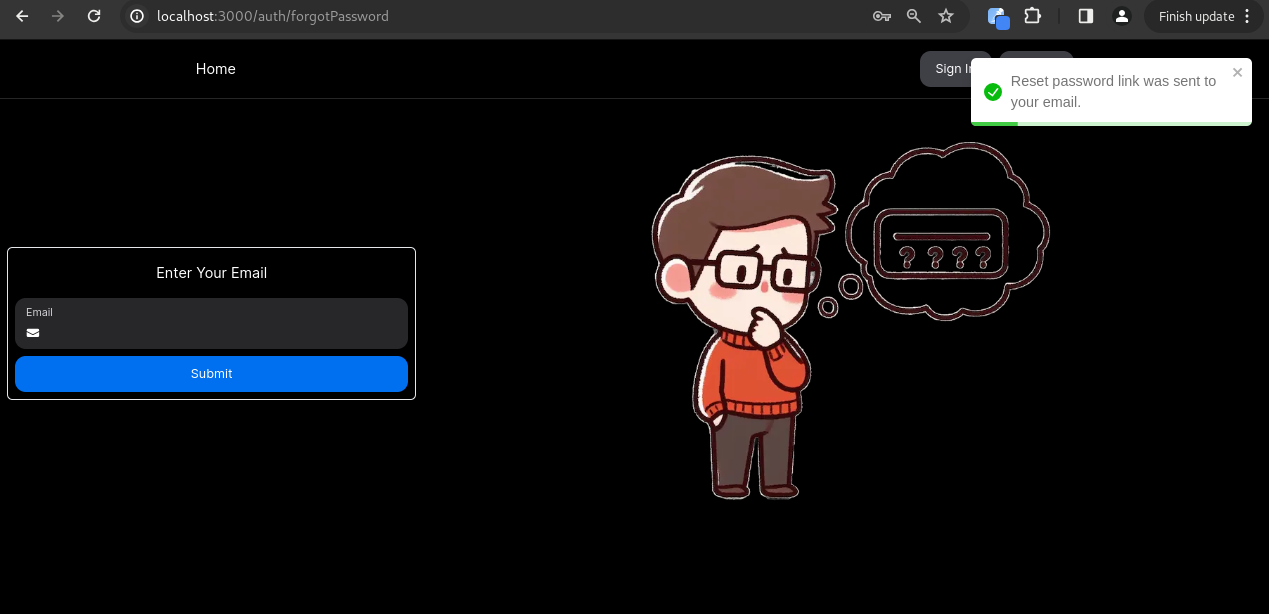 localhost:3000/auth/forgotPassword
Finish update
Home
Sign I
Reset password link was sent to
your email.
Enter Your Email
Email
Submit
? ? ? ?